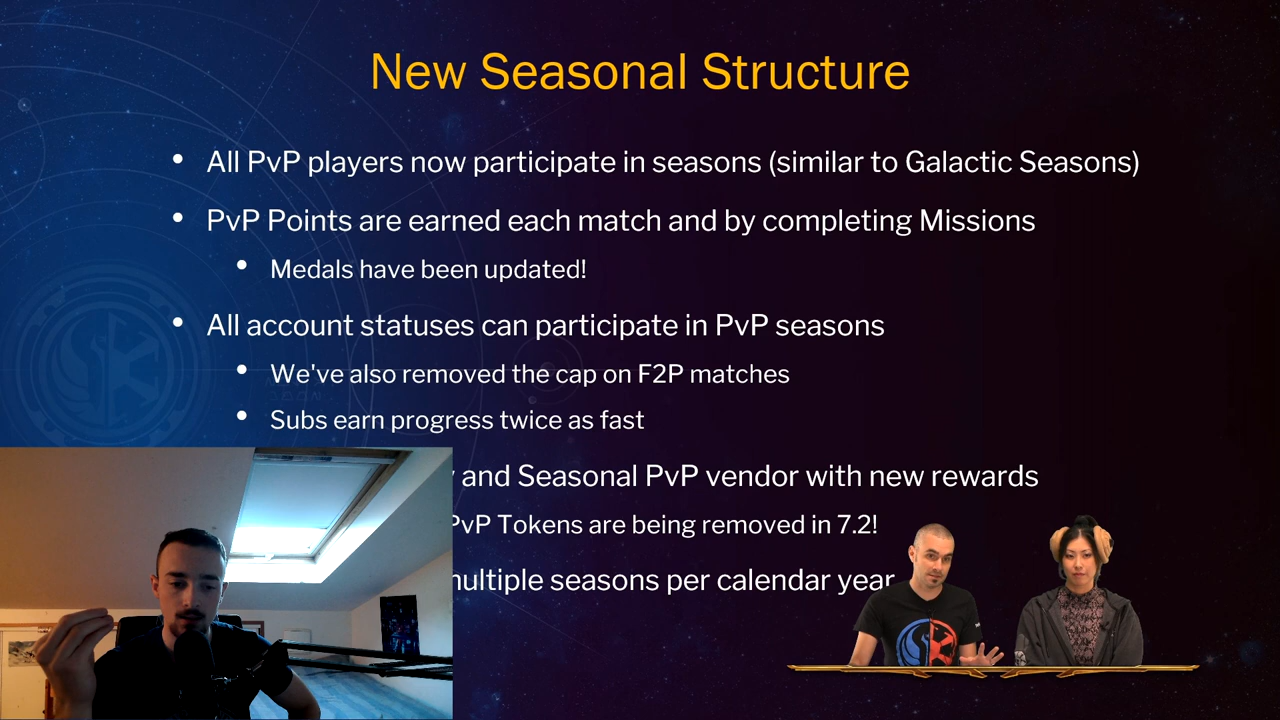 New Seasonal Structure
• All PvP players now participate in seasons (similar to Galactic Seasons)
• PvP Points are earned each match and by completing Missions
• Medals have been updated!
• All account statuses can participate in PvP seasons
• We've also removed the cap on F2P matches
• Subs earn progress twice as fast
and Seasonal PvP vendor with new rewards
PvP Tokens are being removed in 7.2!
multiple seasons per calendar year